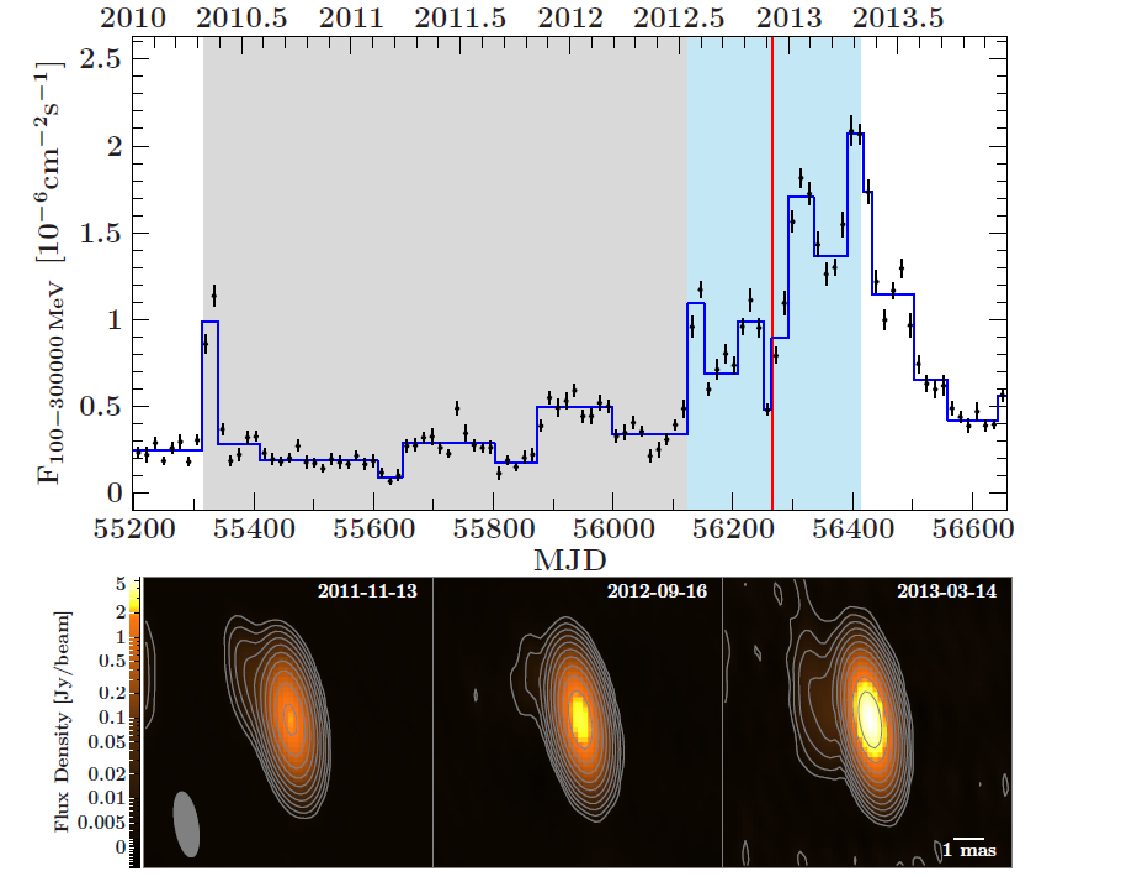 2010 2010.5 2011 2011.5 2012 2012.5 2013 2013.5
F100−300000 MeV [10−6cm−2s−1]
2.5
2
1.5
1
0.5
0
55200 55400 55600 55800 56000 56200 56400 56600
MJD
2011-11-13 2012-09-16 2013-03-14
Flux Density [Jy/beam]
5
2
1
0.5
0.2
0.1
0.05
0.02
0.01
0.005
0
1 mas